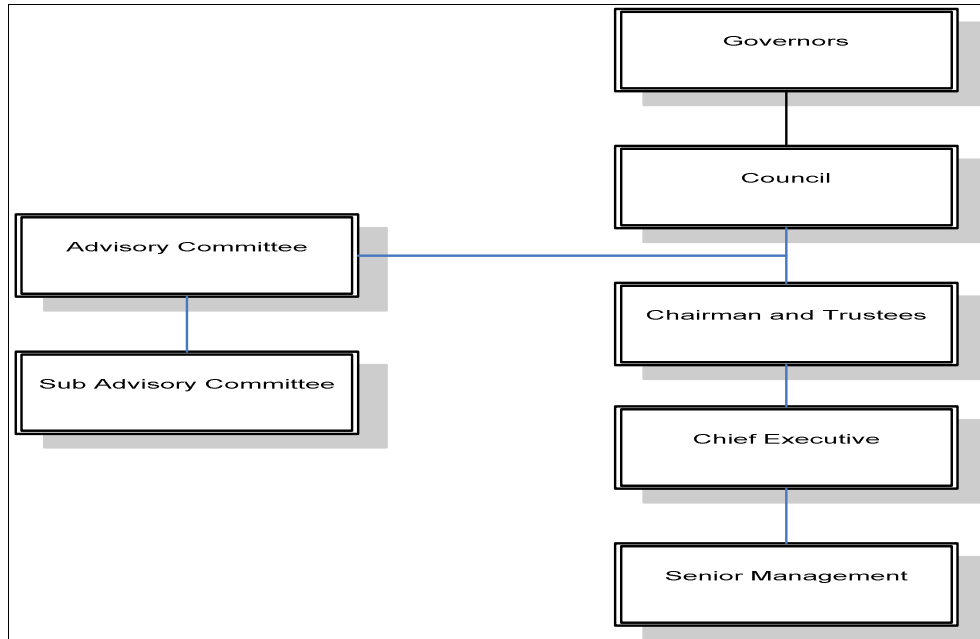 Governors
Council
Advisory Committee
Chairman and Trustees
Sub Advisory Committee
Chief Executive
Senior Management